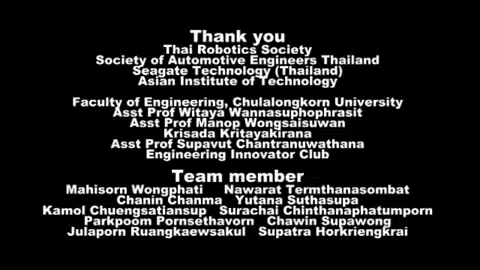 Thank you
Thai Robotics Society
Society of Automotive Engineers Thailand
Seagate Technology (Thailand)
Asian Institute of Technology
Faculty of Engineering, Chulalongkorn University
Asst Prof Witaya Wannasuphophrasit
Asst Prof Manop Wongsaisuwan
Krisada Kritayakirana
Asst Prof Supavut Chantranuwathana
Engineering Innovator Club
Team member
Mahisorn Wongphati Nawarat Termthanasombat
Chanin Chanma Yutana Suthasupa
Kamol Chuengsatiansup Surachai Chinthanaphatumporn
Parkpoom Pornsethavorn Chawin Supawong
Julaporn Ruangkaewsakul Supatra Horkriengkrai